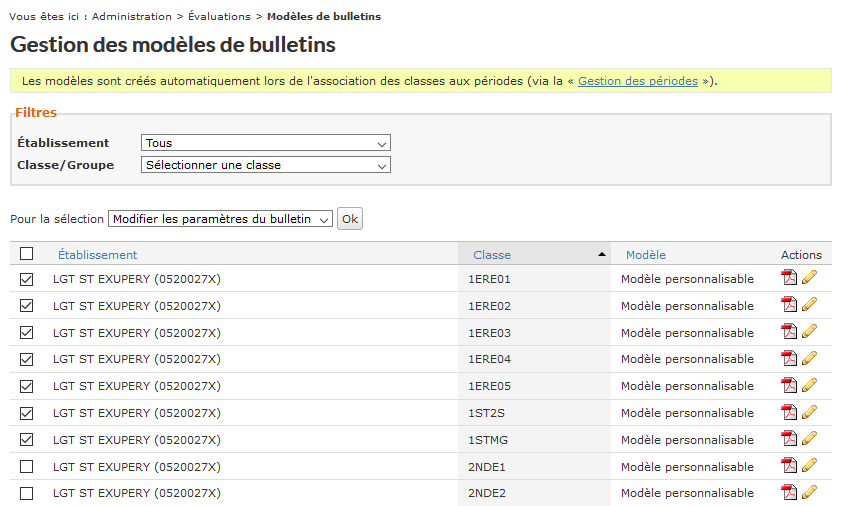 Vous êtes ici : Administration > Évaluations > Modèles de bulletins
Gestion des modèles de bulletins
Les modèles sont créés automatiquement lors de l'association des classes aux périodes (via la « Gestion des périodes »).
Filtres
Établissement Tous
Classe/Groupe Sélectionner une classe
Pour la sélection Modifier les paramètres du bulletin Ok
Établissement Classe Modèle Actions
LGT ST EXUPERY (0520027X) 1ERE01 Modèle personnalisable
LGT ST EXUPERY (0520027X) 1ERE02 Modèle personnalisable
LGT ST EXUPERY (0520027X) 1ERE03 Modèle personnalisable
LGT ST EXUPERY (0520027X) 1ERE04 Modèle personnalisable
LGT ST EXUPERY (0520027X) 1ERE05 Modèle personnalisable
LGT ST EXUPERY (0520027X) 1ST2S Modèle personnalisable
LGT ST EXUPERY (0520027X) 1STMG Modèle personnalisable
LGT ST EXUPERY (0520027X) 2NDE1 Modèle personnalisable
LGT ST EXUPERY (0520027X) 2NDE2 Modèle personnalisable